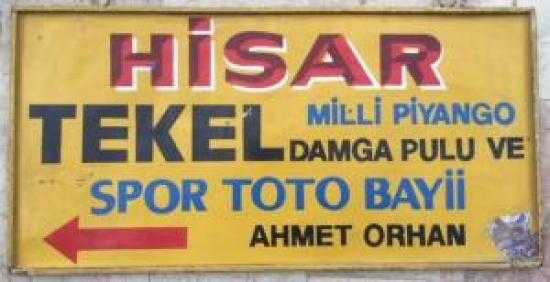 HİSAR
TEKEL MİLLİ PİYANGO
DAMGA PULU VE
SPOR TOTO BAYİİ
AHMET ORHAN